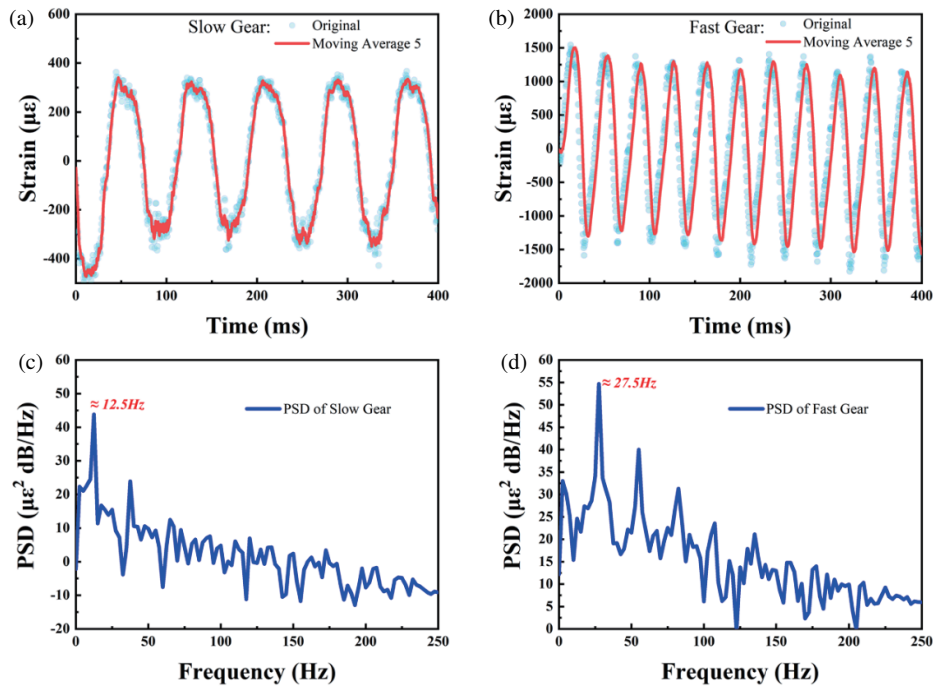 (a)
Slow Gear:
Original
Moving Average 5
Strain (με)
400
200
0
-200
-400
0
100
200
300
400
Time (ms)
(b)
Fast Gear:
Original
Moving Average 5
Strain (με)
1500
1000
500
0
-500
-1000
-1500
-2000
0
100
200
300
400
Time (ms)
(c)
≈ 12.5Hz
PSD of Slow Gear
PSD (με² dB/Hz)
60
50
40
30
20
10
0
-10
-20
0
50
100
150
200
250
Frequency (Hz)
(d)
≈ 27.5Hz
PSD of Fast Gear
PSD (με² dB/Hz)
60
55
50
45
40
35
30
25
20
15
10
5
0
0
50
100
150
200
250
Frequency (Hz)